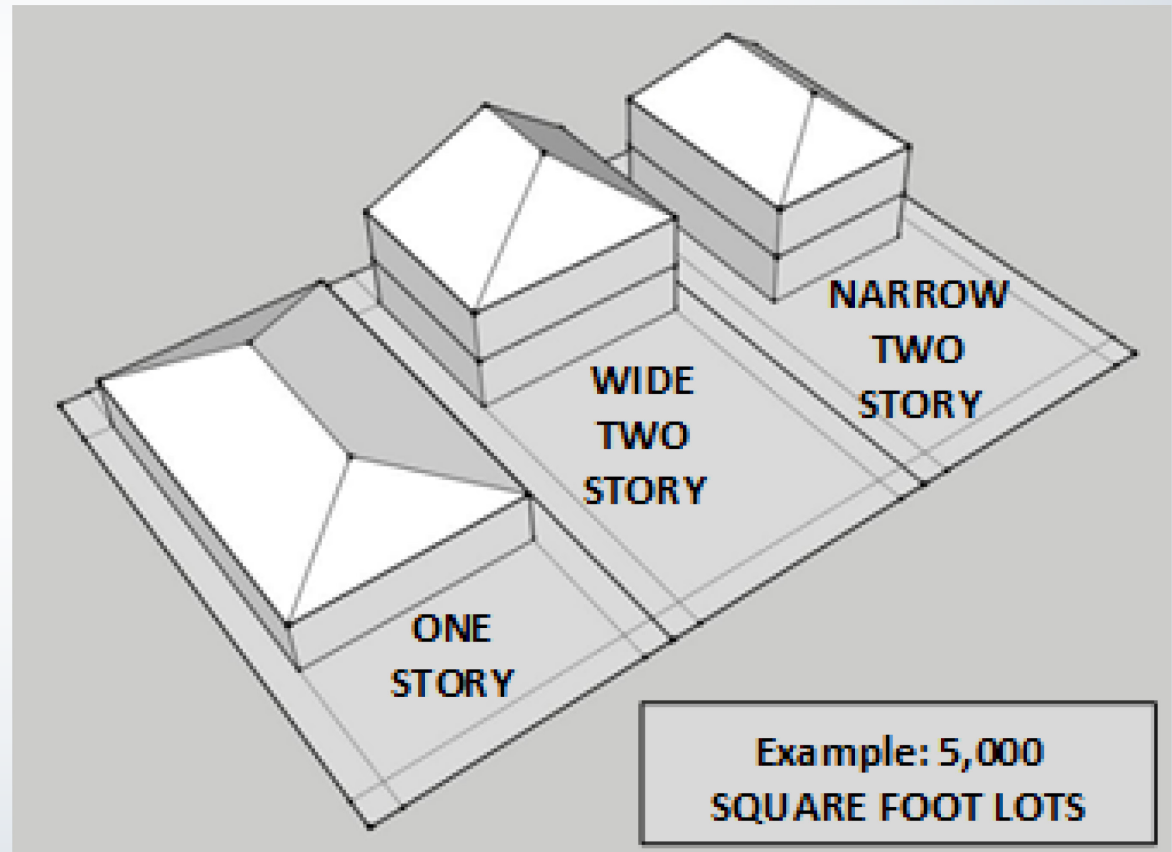 NARROW
TWO
STORY
WIDE
TWO
STORY
ONE
STORY
Example: 5,000
SQUARE FOOT LOTS